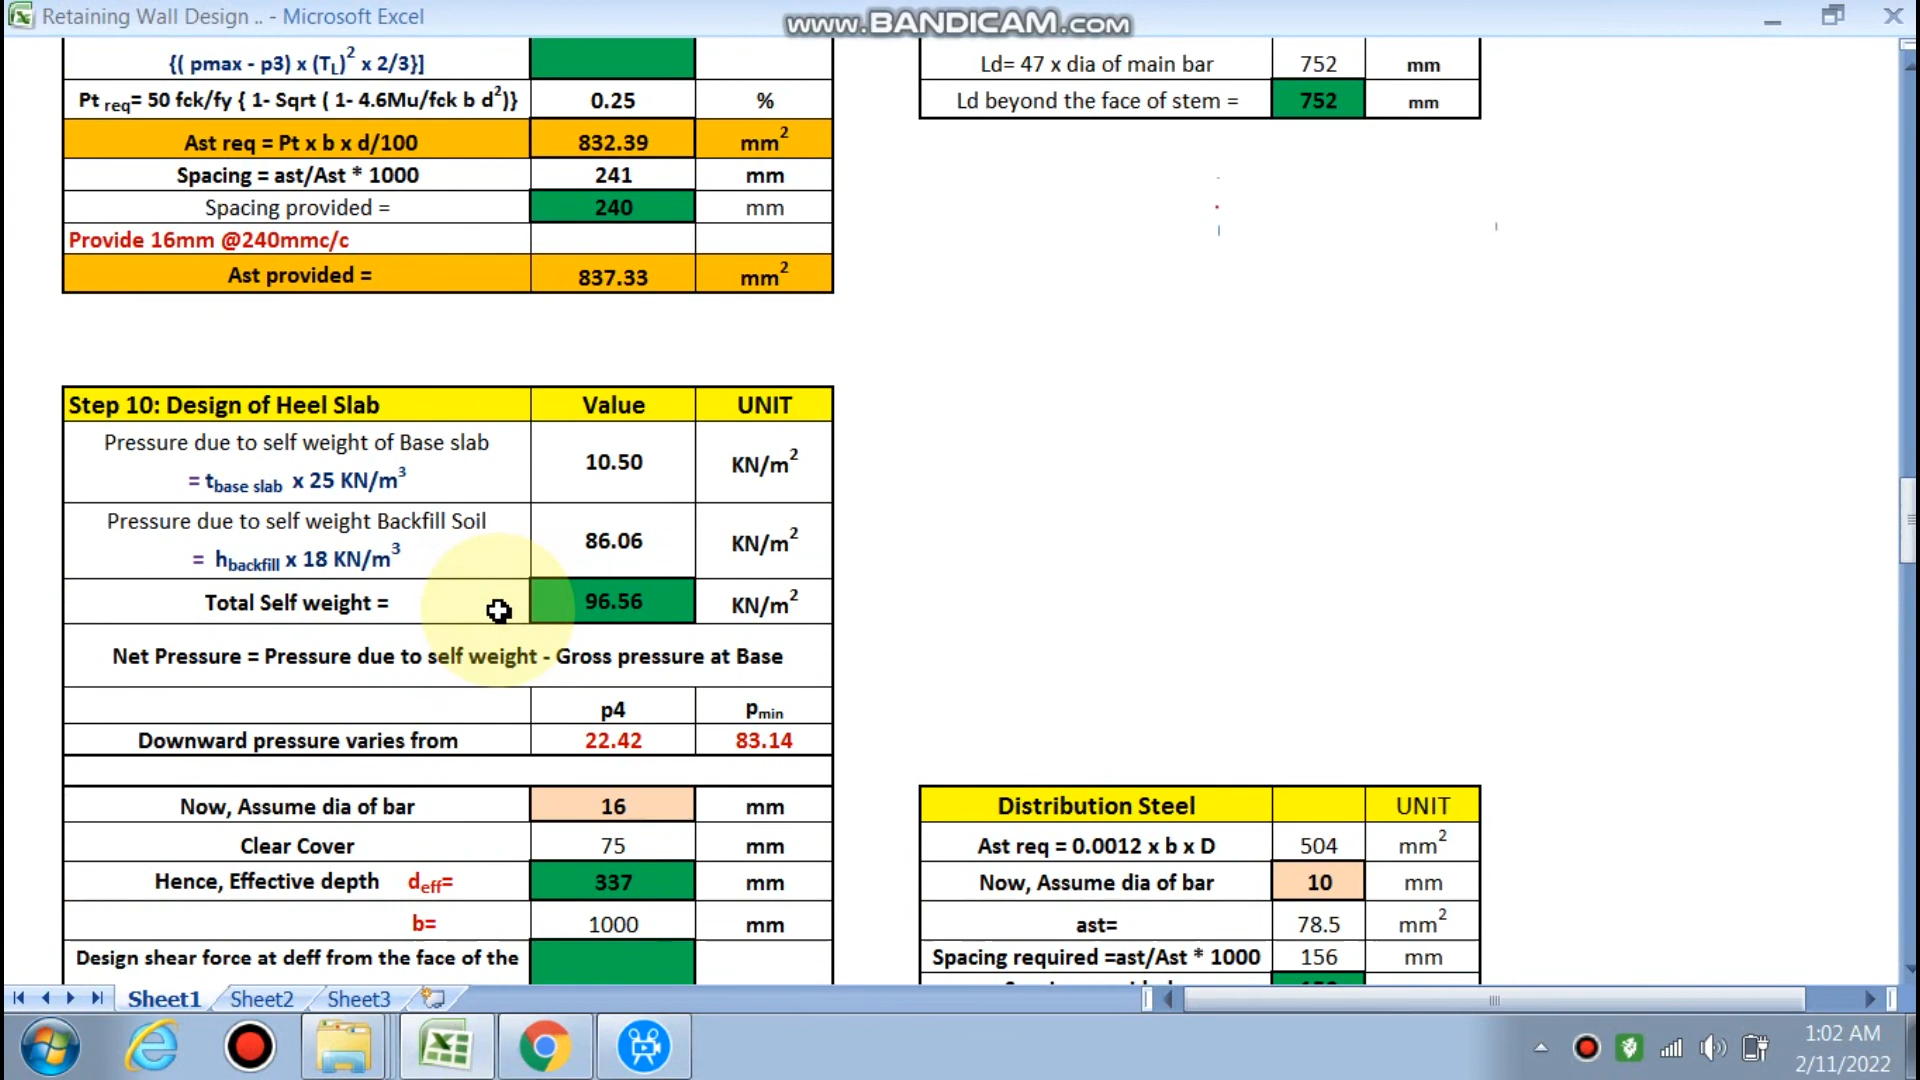 Retaining Wall Design .. - Microsoft Excel
www.BANDICAM.com
{( pmax - p3) x (TL)2 x 2/3}]
Pt req= 50 fck/fy { 1- Sqrt ( 1- 4.6Mu/fck b d2)} 0.25 %
Ast req = Pt x b x d/100 832.39 mm2
Spacing = ast/Ast * 1000 241 mm
Spacing provided = 240 mm
Provide 16mm @240mmc/c
Ast provided = 837.33 mm2
Ld= 47 x dia of main bar 752 mm
Ld beyond the face of stem = 752 mm
Step 10: Design of Heel Slab Value UNIT
Pressure due to self weight of Base slab
= tbase slab x 25 KN/m3 10.50 KN/m2
Pressure due to self weight Backfill Soil
= hbackfill x 18 KN/m3 86.06 KN/m2
Total Self weight = 96.56 KN/m2
Net Pressure = Pressure due to self weight - Gross pressure at Base
p4 pmin
Downward pressure varies from 22.42 83.14
Now, Assume dia of bar 16 mm
Clear Cover 75 mm
Hence, Effective depth deff= 337 mm
b= 1000 mm
Design shear force at deff from the face of the
Distribution Steel UNIT
Ast req = 0.0012 x b x D 504 mm2
Now, Assume dia of bar 10 mm
ast= 78.5 mm2
Spacing required =ast/Ast * 1000 156 mm
Sheet1 Sheet2 Sheet3
1:02 AM
2/11/2022